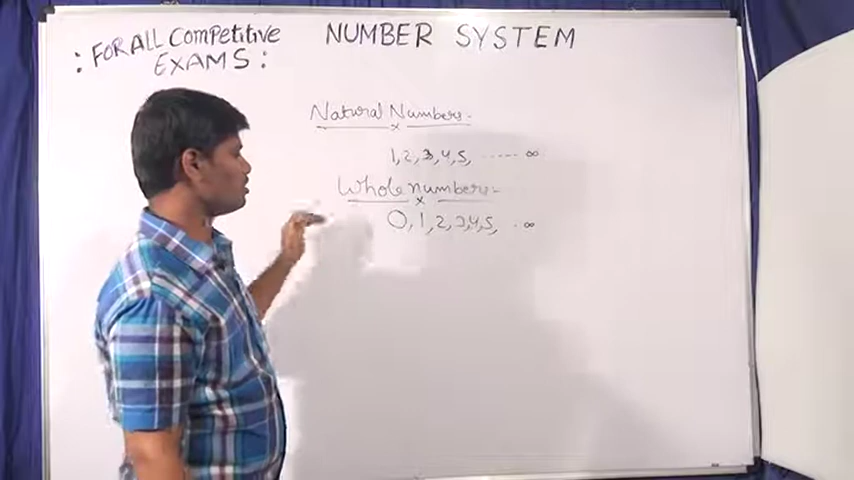 : FOR ALL Competitive
EXAMS :
NUMBER SYSTEM
Natural Numbers-
1,2,3,4,5, ...... ∞
Whole numbers:-
0,1,2,3,4,5, .. ∞